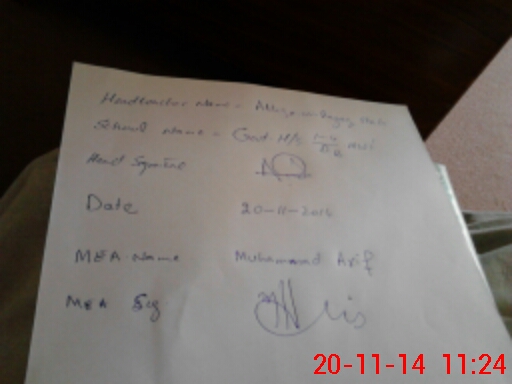 Headteacher Name =
School Name = Govt. H/S
Head Signature
Date 20-11-2014
MEA Name Muhammad Arif
MEA Sig
20-11-14 11:24